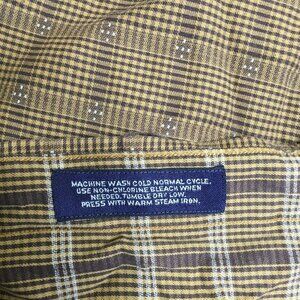 MACHINE WASH COLD NORMAL CYCLE.
USE NON-CHLORINE BLEACH WHEN
NEEDED. TUMBLE DRY LOW.
PRESS WITH WARM STEAM IRON.